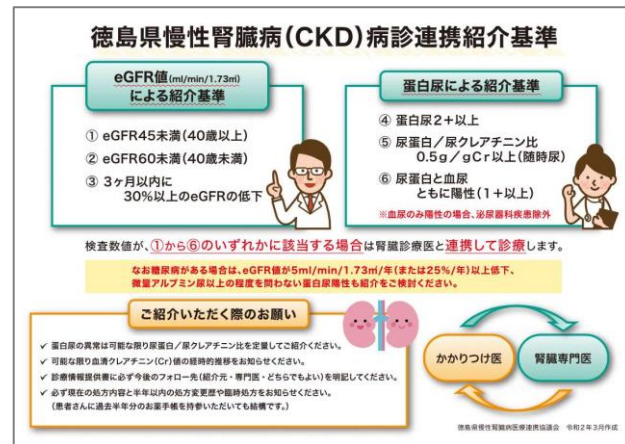 徳島県慢性腎臓病(CKD)病診連携紹介基準
eGFR値(ml/min/1.73㎡)
による紹介基準
① eGFR45未満(40歳以上)
② eGFR60未満(40歳未満)
③ 3ヶ月以内に
30%以上のeGFRの低下
蛋白尿による紹介基準
④ 蛋白尿2+以上
⑤ 尿蛋白/尿クレアチニン比
0.5g/gCr以上(随時尿)
⑥ 尿蛋白と血尿
ともに陽性(1+以上)
※血尿のみ陽性の場合、泌尿器科疾患除外
検査数値が、①から⑥のいずれかに該当する場合は腎臓診療医と連携して診療します。
なお糖尿病がある場合は、eGFR値が5ml/min/1.73㎡/年(または25%/年)以上低下、
微量アルブミン尿以上の程度を問わない蛋白尿陽性も紹介をご検討ください。
ご紹介いただく際のお願い
✓ 蛋白尿の異常は可能な限り尿蛋白/尿クレアチニン比を定量してご紹介ください。
✓ 可能な限り血清クレアチニン(Cr)値の経時的推移をお知らせください。
✓ 診療情報提供書に必ず今後のフォロー先(紹介元・専門医・どちらでもよい)を明記してください。
✓ 必ず現在の処方内容と半年以内の処方変更歴や臨時処方をお知らせください。
(患者さんに過去半年分のお薬手帳を持参いただいても結構です。)
かかりつけ医
腎臓専門医
徳島県慢性腎臓病医療連携協議会 令和2年3月作成